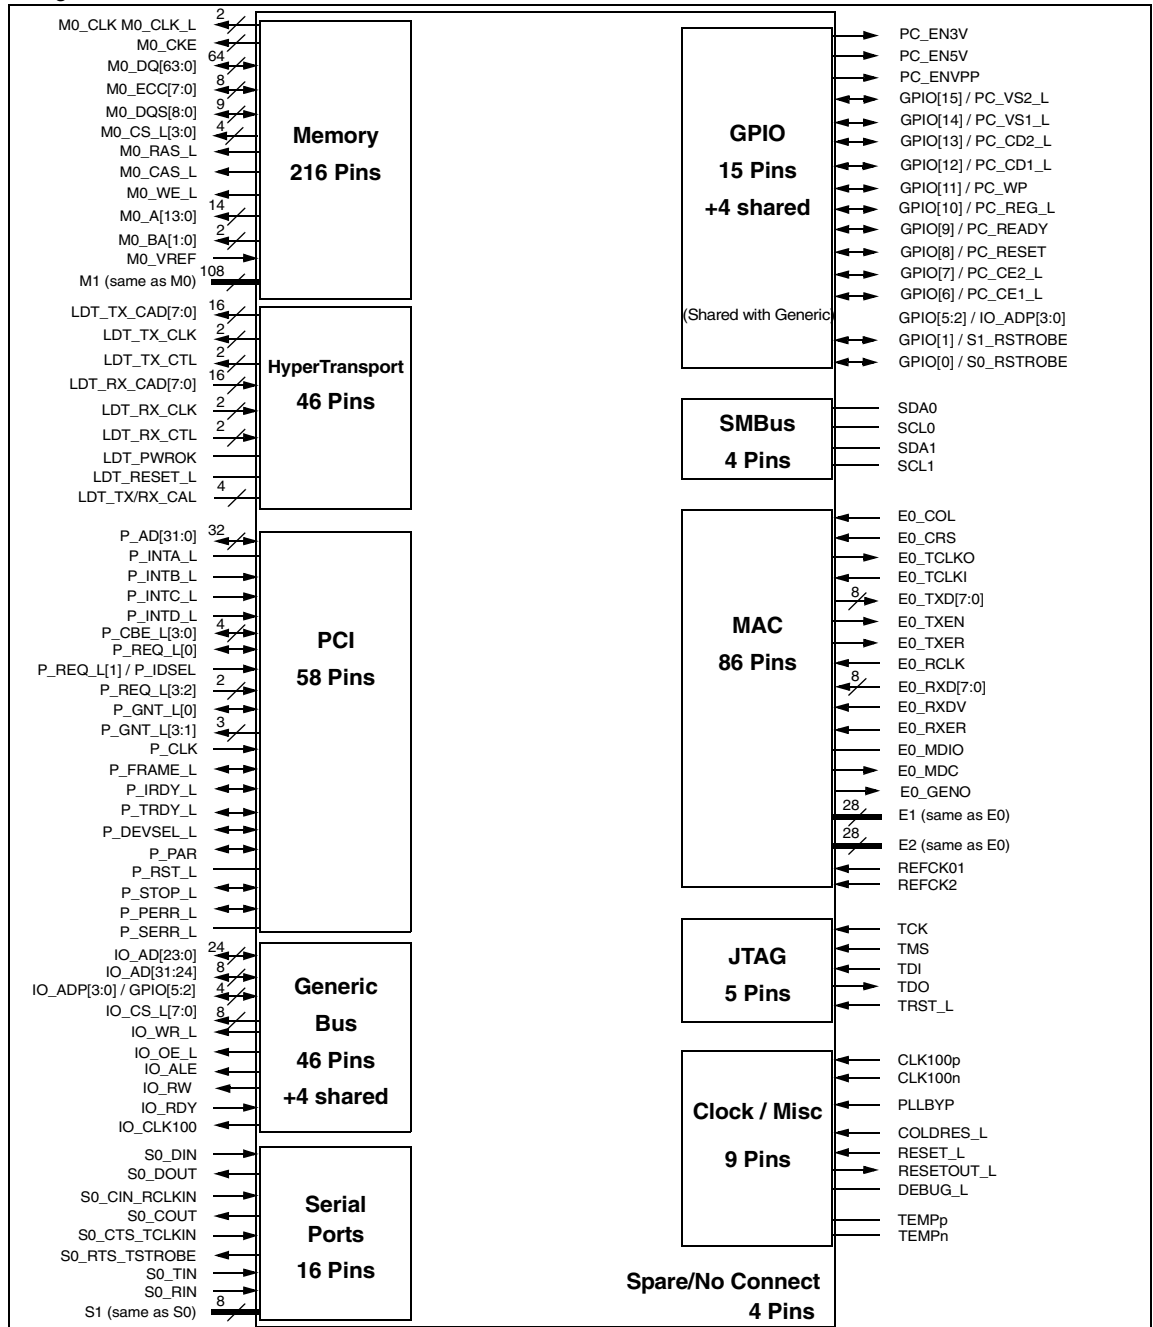 M0_CLK M0_CLK_L 2
M0_CKE
M0_DQ[63:0] 64
M0_ECC[7:0] 8
M0_DQS[8:0] 9
M0_CS_L[3:0] 4
M0_RAS_L
M0_CAS_L
M0_WE_L
M0_A[13:0] 14
M0_BA[1:0] 2
M0_VREF
M1 (same as M0) 108
Memory
216 Pins
LDT_TX_CAD[7:0] 16
LDT_TX_CLK 2
LDT_TX_CTL 2
LDT_RX_CAD[7:0] 16
LDT_RX_CLK 2
LDT_RX_CTL 2
LDT_PWROK
LDT_RESET_L
LDT_TX/RX_CAL 4
HyperTransport
46 Pins
P_AD[31:0] 32
P_INTA_L
P_INTB_L
P_INTC_L
P_INTD_L
P_CBE_L[3:0] 4
P_REQ_L[0]
P_REQ_L[1] / P_IDSEL
P_REQ_L[3:2] 2
P_GNT_L[0]
P_GNT_L[3:1] 3
P_CLK
P_FRAME_L
P_IRDY_L
P_TRDY_L
P_DEVSEL_L
P_PAR
P_RST_L
P_STOP_L
P_PERR_L
P_SERR_L
PCI
58 Pins
IO_AD[23:0] 24
IO_AD[31:24] 8
IO_ADP[3:0] / GPIO[5:2] 4
IO_CS_L[7:0] 8
IO_WR_L
IO_OE_L
IO_ALE
IO_RW
IO_RDY
IO_CLK100
Generic
Bus
46 Pins
+4 shared
S0_DIN
S0_DOUT
S0_CIN_RCLKIN
S0_COUT
S0_CTS_TCLKIN
S0_RTS_TSTROBE
S0_TIN
S0_RIN
S1 (same as S0) 8
Serial
Ports
16 Pins
GPIO
15 Pins
+4 shared
(Shared with Generic)
PC_EN3V
PC_EN5V
PC_ENVPP
GPIO[15] / PC_VS2_L
GPIO[14] / PC_VS1_L
GPIO[13] / PC_CD2_L
GPIO[12] / PC_CD1_L
GPIO[11] / PC_WP
GPIO[10] / PC_REG_L
GPIO[9] / PC_READY
GPIO[8] / PC_RESET
GPIO[7] / PC_CE2_L
GPIO[6] / PC_CE1_L
GPIO[5:2] / IO_ADP[3:0]
GPIO[1] / S1_RSTROBE
GPIO[0] / S0_RSTROBE
SMBus
4 Pins
SDA0
SCL0
SDA1
SCL1
MAC
86 Pins
E0_COL
E0_CRS
E0_TCLKO
E0_TCLKI
8 E0_TXD[7:0]
E0_TXEN
E0_TXER
E0_RCLK
8 E0_RXD[7:0]
E0_RXDV
E0_RXER
E0_MDIO
E0_MDC
E0_GENO
28 E1 (same as E0)
28 E2 (same as E0)
REFCK01
REFCK2
JTAG
5 Pins
TCK
TMS
TDI
TDO
TRST_L
Clock / Misc
9 Pins
CLK100p
CLK100n
PLLBYP
COLDRES_L
RESET_L
RESETOUT_L
DEBUG_L
TEMPp
TEMPn
Spare/No Connect
4 Pins